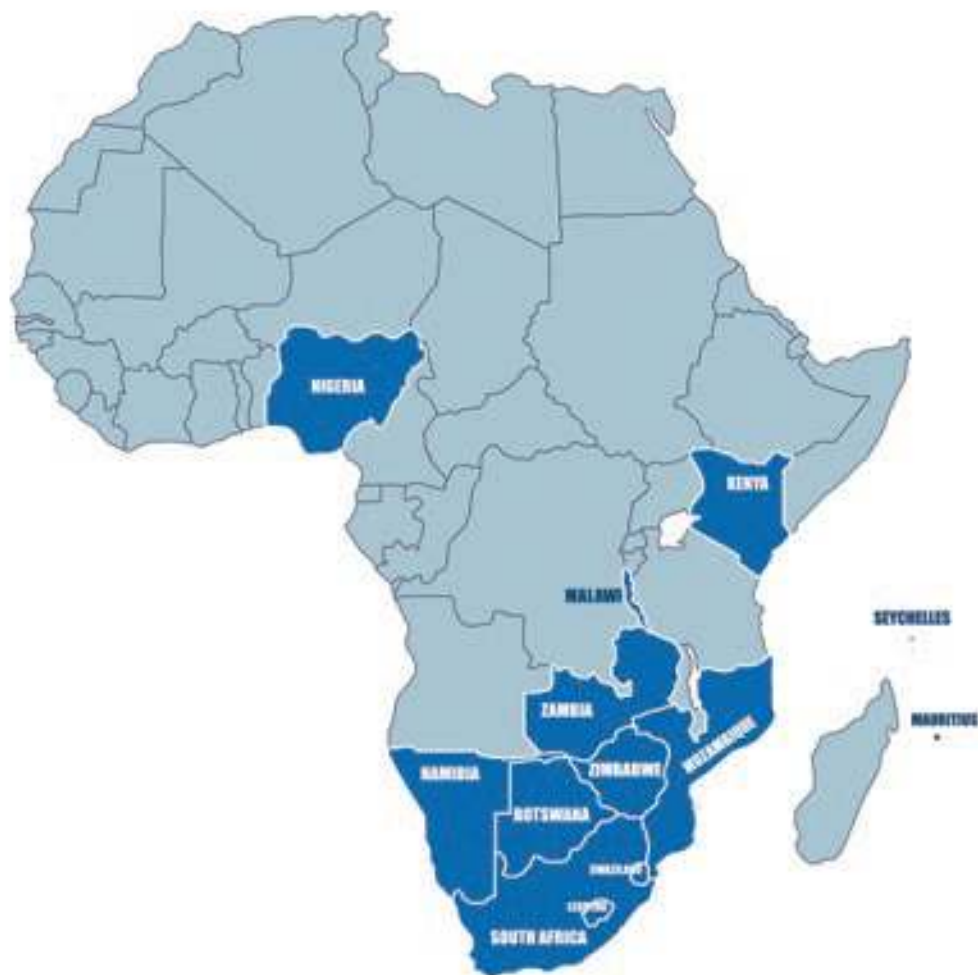 NIGERIA
KENYA
MALAWI
SEYCHELLES
ZAMBIA
MAURITIUS
MOZAMBIQUE
NAMIBIA
ZIMBABWE
BOTSWANA
SWAZILAND
LESOTHO
SOUTH AFRICA